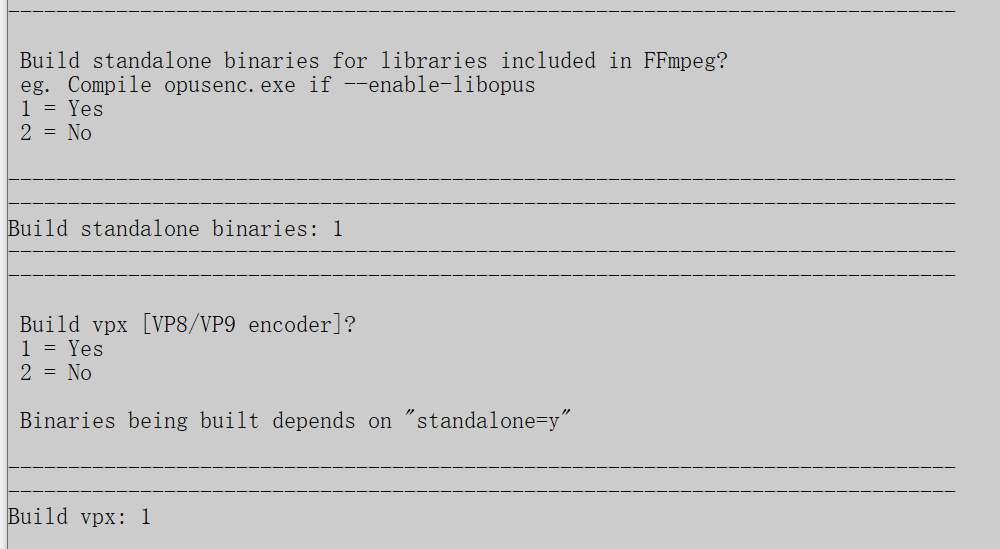 --------------------------------------------------------------------------------
Build standalone binaries for libraries included in FFmpeg?
eg. Compile opusenc.exe if --enable-libopus
1 = Yes
2 = No
--------------------------------------------------------------------------------
--------------------------------------------------------------------------------
Build standalone binaries: 1
--------------------------------------------------------------------------------
--------------------------------------------------------------------------------
Build vpx [VP8/VP9 encoder]?
1 = Yes
2 = No
Binaries being built depends on "standalone=y"
--------------------------------------------------------------------------------
--------------------------------------------------------------------------------
Build vpx: 1